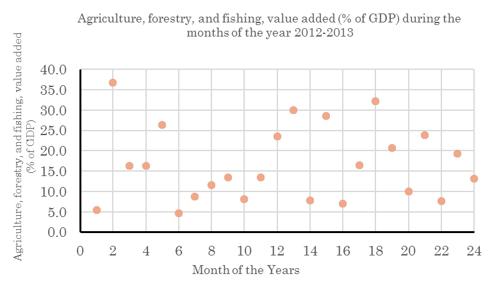 Agriculture, forestry, and fishing, value added (% of GDP) during the
months of the year 2012-2013
Agriculture, forestry, and fishing, value added
(% of GDP)
40.0
35.0
30.0
25.0
20.0
15.0
10.0
5.0
0.0
0 2 4 6 8 10 12 14 16 18 20 22 24
Month of the Years